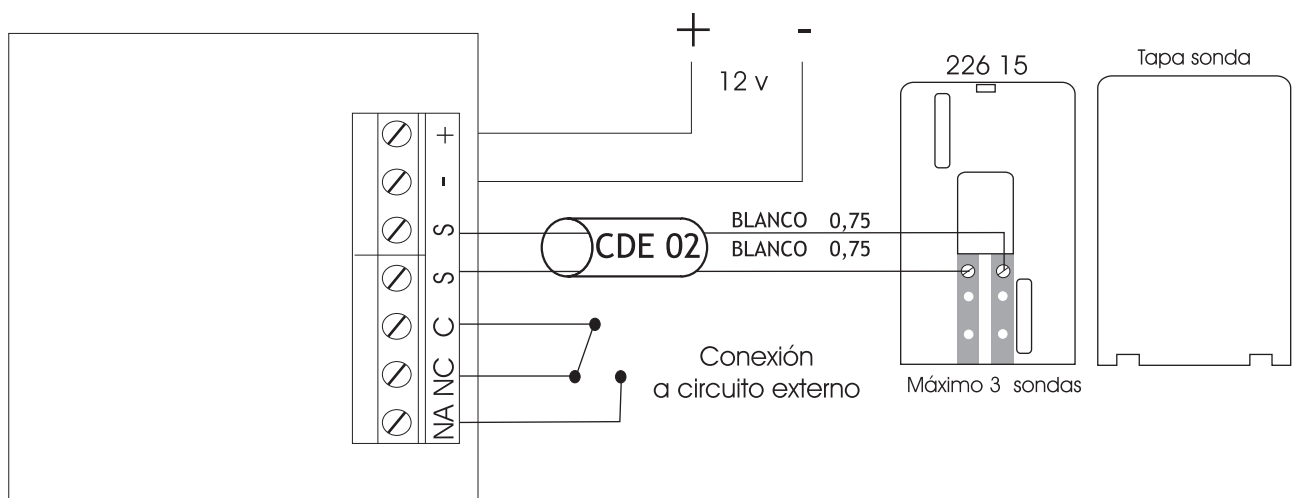 + -
12 v
226 15
Tapa sonda
+
-
S
S
C
NC
NA
CDE 02
BLANCO 0,75
BLANCO 0,75
Conexión
a circuito externo
Máximo 3 sondas